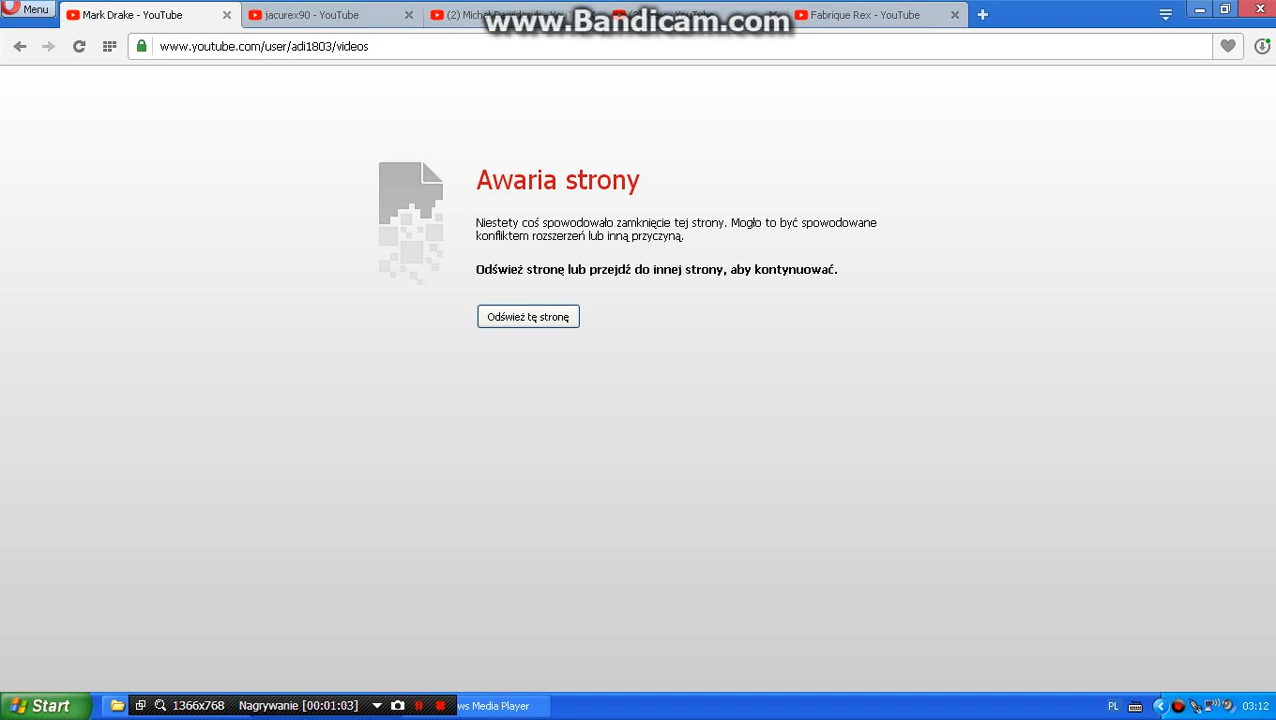 Menu
Mark Drake - YouTube
jacurex90 - YouTube
Fabrique Rex - YouTube
www.Bandicam.com
www.youtube.com/user/adi1803/videos
Awaria strony
Niestety coś spowodowało zamknięcie tej strony. Mogło to być spowodowane
konfliktem rozszerzeń lub inną przyczyną.
Odśwież stronę lub przejdź do innej strony, aby kontynuować.
Odśwież tę stronę
Start
1366x768
Nagrywanie [00:01:03]
ws Media Player
PL
03:12